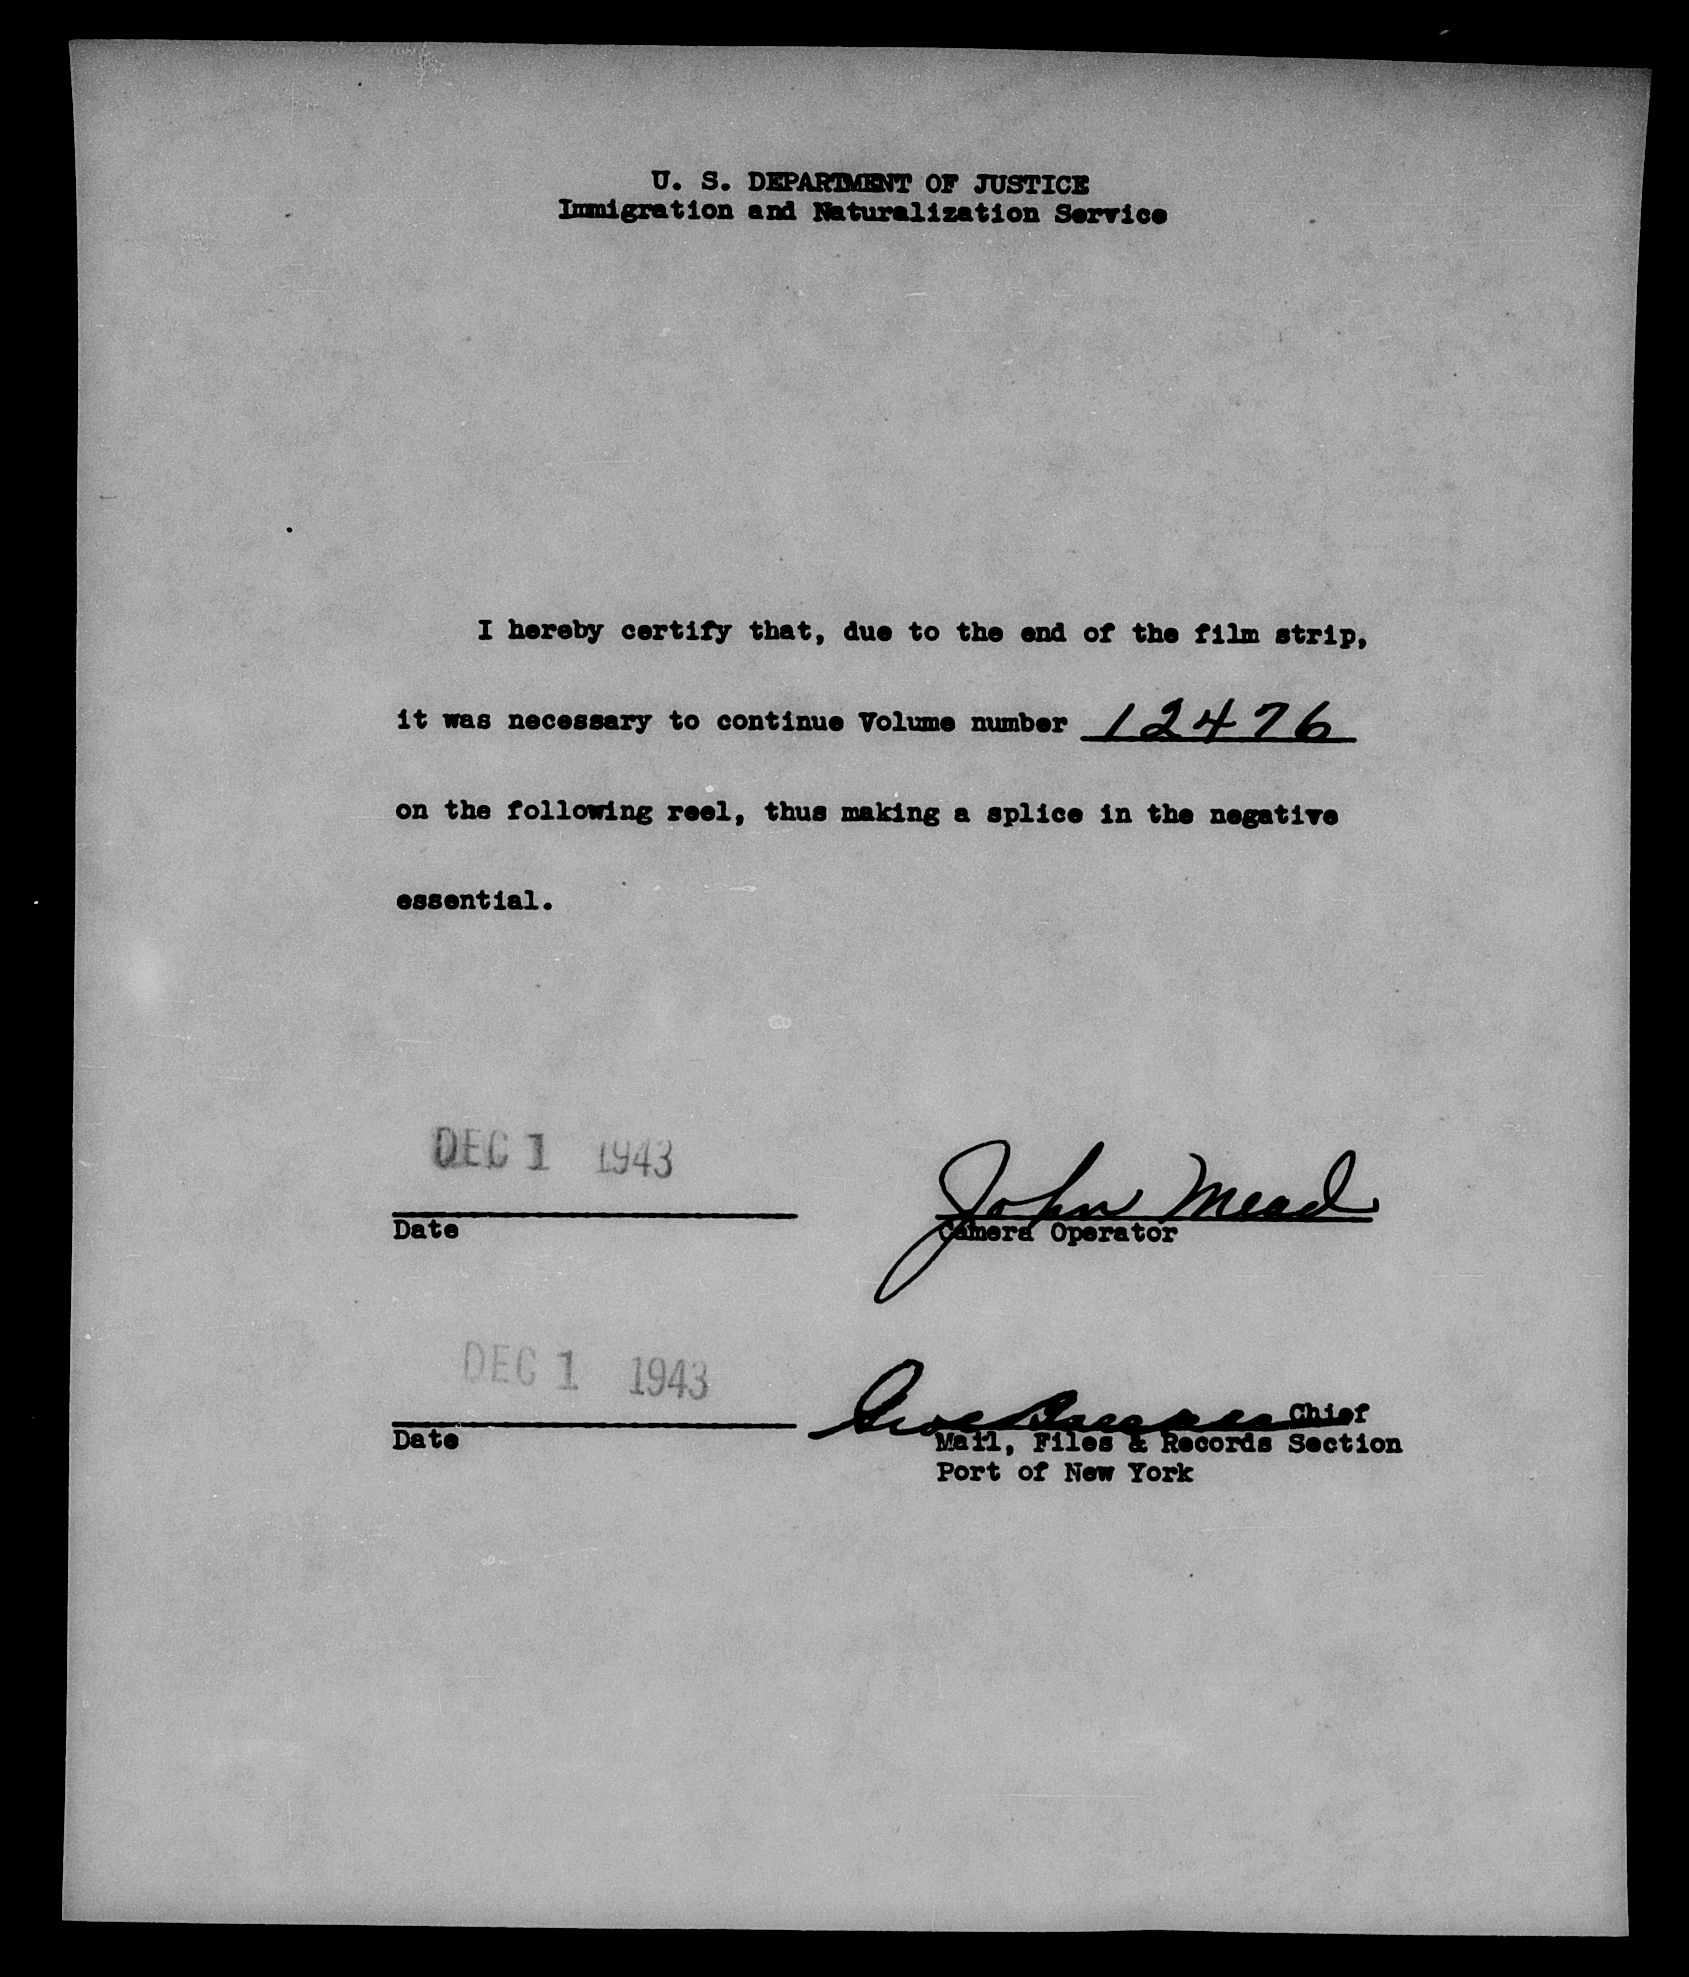 U. S. DEPARTMENT OF JUSTICE
Immigration and Naturalization Service
I hereby certify that, due to the end of the film strip,
it was necessary to continue Volume number 12476
on the following reel, thus making a splice in the negative
essential.
DEC 1 1943
John Mead
Date
Camera Operator
DEC 1 1943
Chief
Date
Mail, Files & Records Section
Port of New York